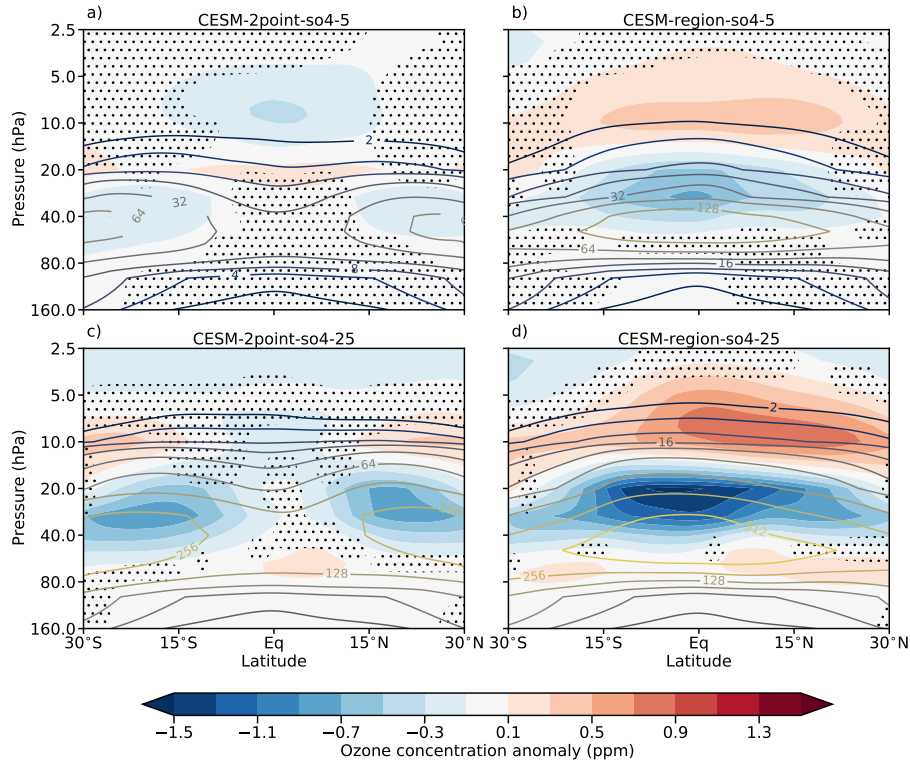 a) CESM-2point-so4-5
b) CESM-region-so4-5
2.5
5.0
10.0
20.0
40.0
80.0
160.0
Pressure (hPa)
2
32
64
4
8
32
128
64
16
c) CESM-2point-so4-25
d) CESM-region-so4-25
2.5
5.0
10.0
20.0
40.0
80.0
160.0
Pressure (hPa)
64
256
128
2
16
512
256
128
30°S 15°S Eq 15°N 30°N
Latitude
30°S 15°S Eq 15°N 30°N
Latitude
−1.5 −1.1 −0.7 −0.3 0.1 0.5 0.9 1.3
Ozone concentration anomaly (ppm)